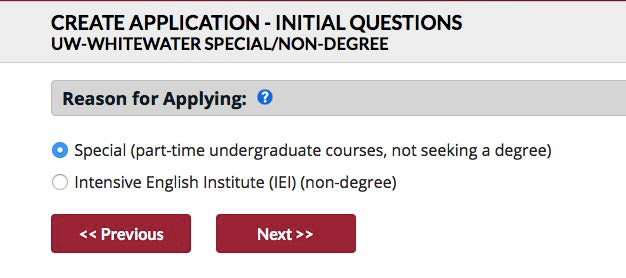 CREATE APPLICATION - INITIAL QUESTIONS
UW-WHITEWATER SPECIAL/NON-DEGREE
Reason for Applying: ?
Special (part-time undergraduate courses, not seeking a degree)
Intensive English Institute (IEI) (non-degree)
<< Previous
Next >>